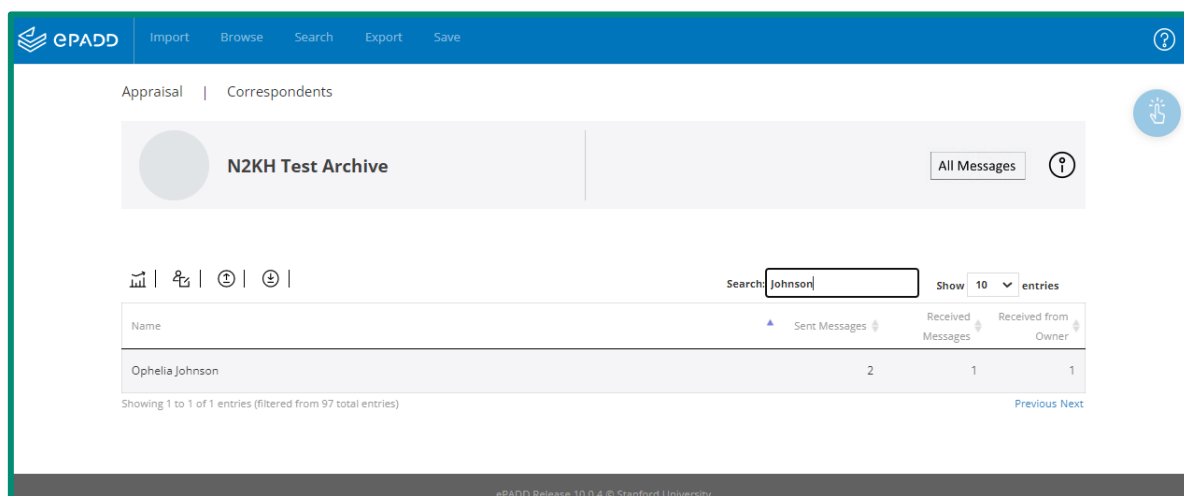 ePADD Import Browse Search Export Save
Appraisal | Correspondents
N2KH Test Archive All Messages
Search: Johnson Show 10 entries
Name Sent Messages Received Messages Received from Owner
Ophelia Johnson 2 1 1
Showing 1 to 1 of 1 entries (filtered from 97 total entries) Previous Next
ePADD Release 10.0.4 © Stanford University